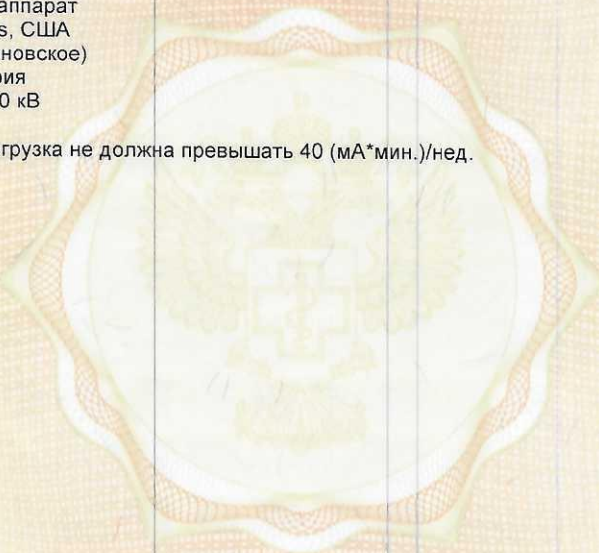 аппарат
s, США
новское)
рия
0 кВ
грузка не должна превышать 40 (мА*мин.)/нед.